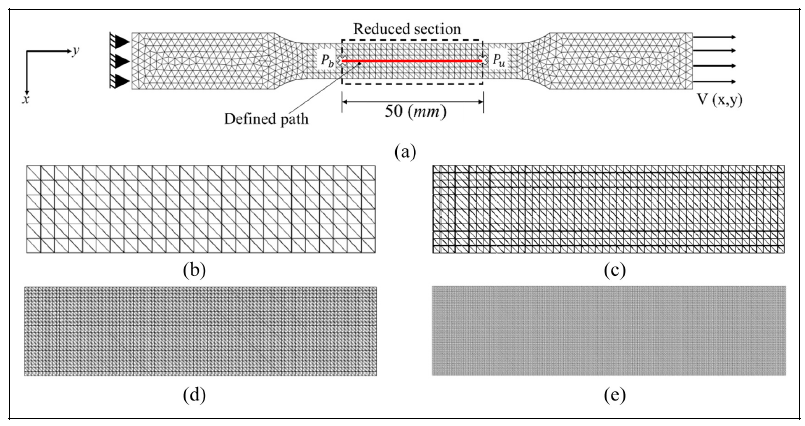 Reduced section
y
P_b
P_u
x
Defined path
50 (mm)
V (x,y)
(a)
(b)
(c)
(d)
(e)